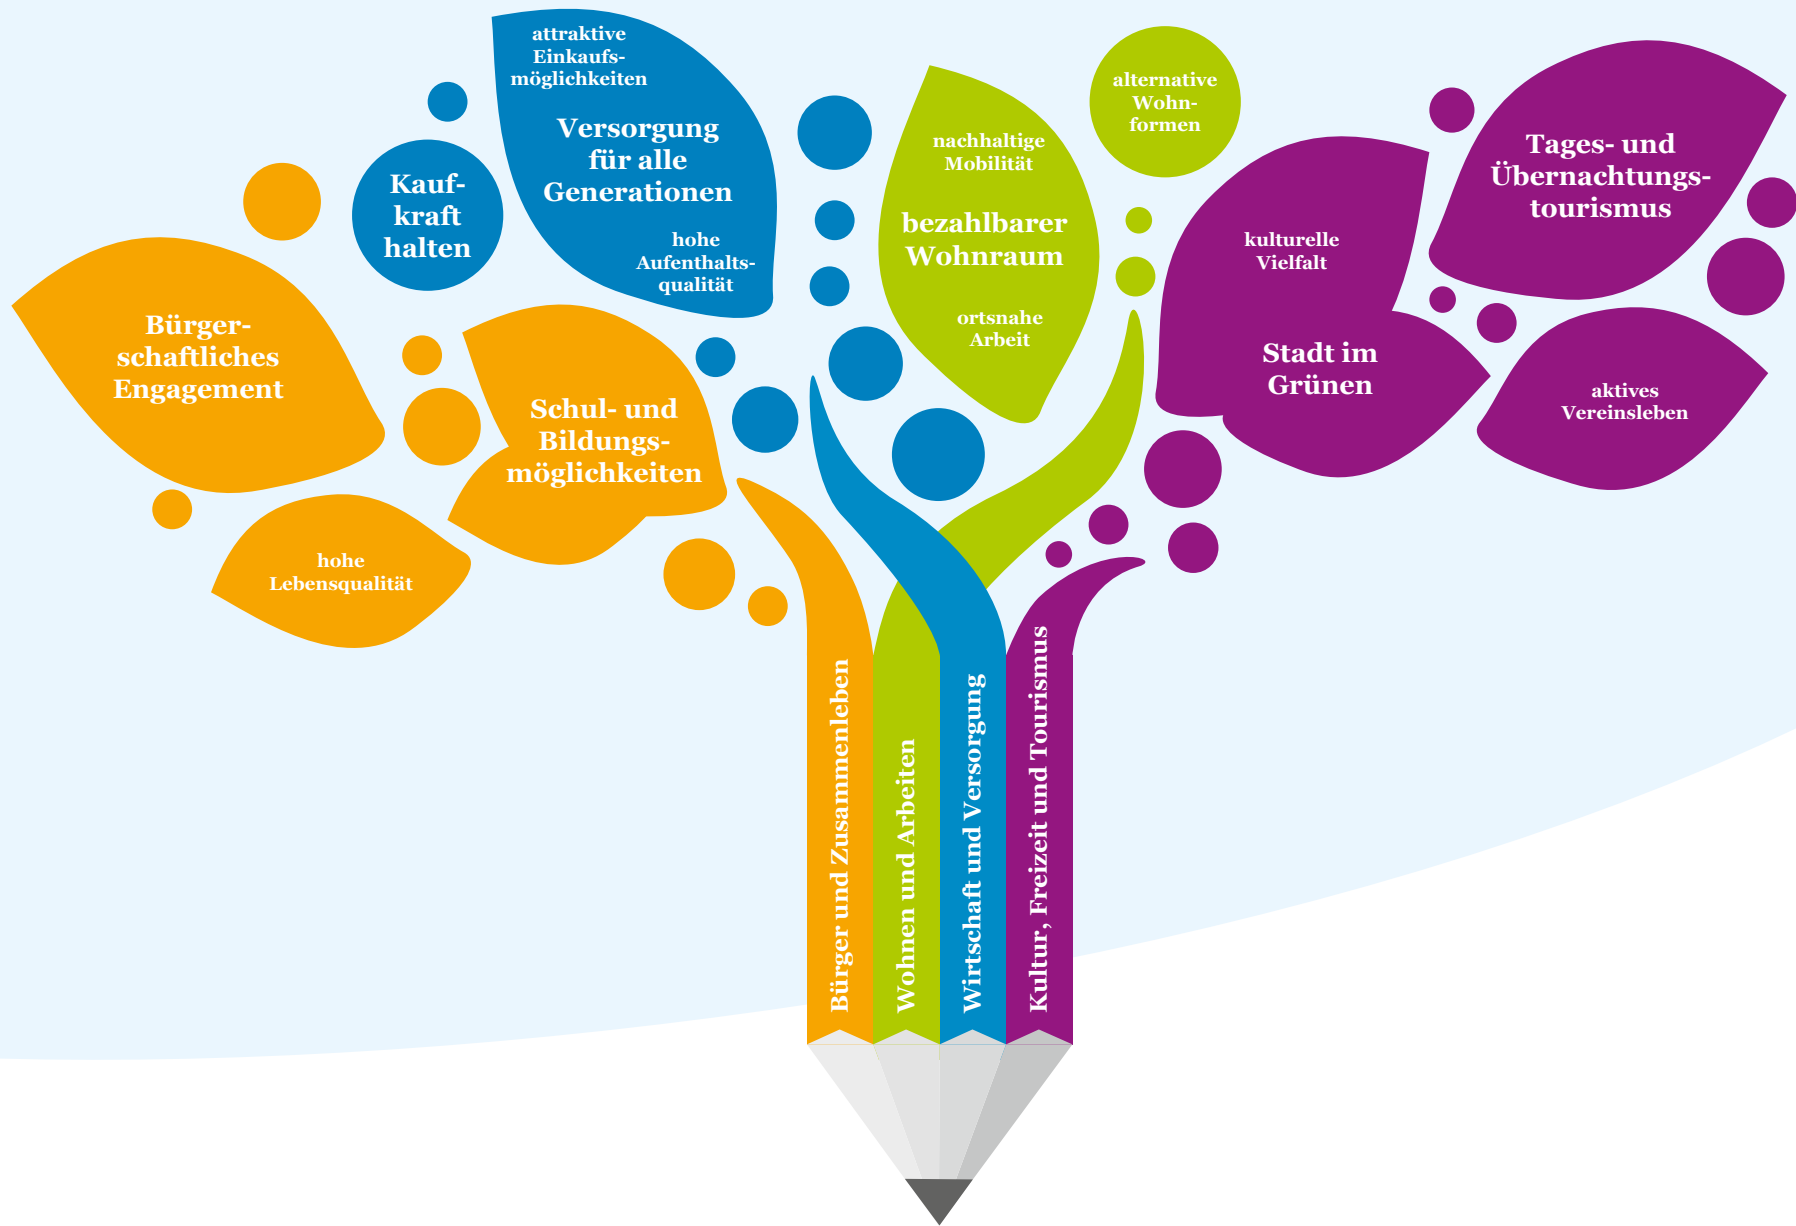 attraktive
Einkaufs-
möglichkeiten
Versorgung
für alle
Generationen
hohe
Aufenthalts-
qualität
Kauf-
kraft
halten
Bürger-
schaftliches
Engagement
Schul- und
Bildungs-
möglichkeiten
hohe
Lebensqualität
alternative
Wohn-
formen
nachhaltige
Mobilität
bezahlbarer
Wohnraum
ortsnahe
Arbeit
Tages- und
Übernachtungs-
tourismus
kulturelle
Vielfalt
Stadt im
Grünen
aktives
Vereinsleben
Bürger und Zusammenleben
Wohnen und Arbeiten
Wirtschaft und Versorgung
Kultur, Freizeit und Tourismus